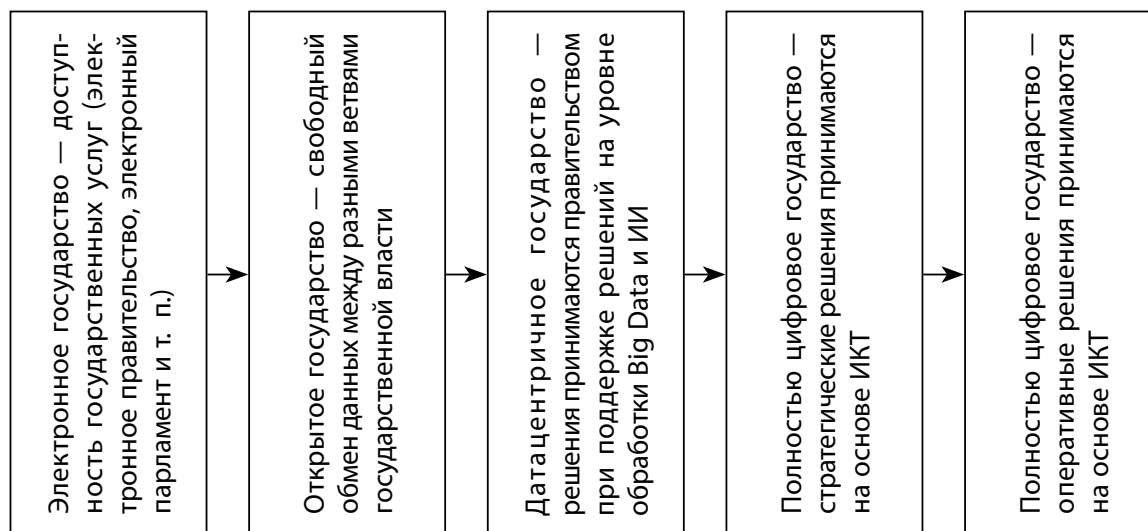 Электронное государство — доступ-
ность государственных услуг (элек-
тронное правительство, электронный
парламент и т. п.)
Открытое государство — свободный
обмен данных между разными ветвями
государственной власти
Датацентричное государство —
решения принимаются правительством
при поддержке решений на уровне
обработки Big Data и ИИ
Полностью цифровое государство —
стратегические решения принимаются
на основе ИКТ
Полностью цифровое государство —
оперативные решения принимаются
на основе ИКТ